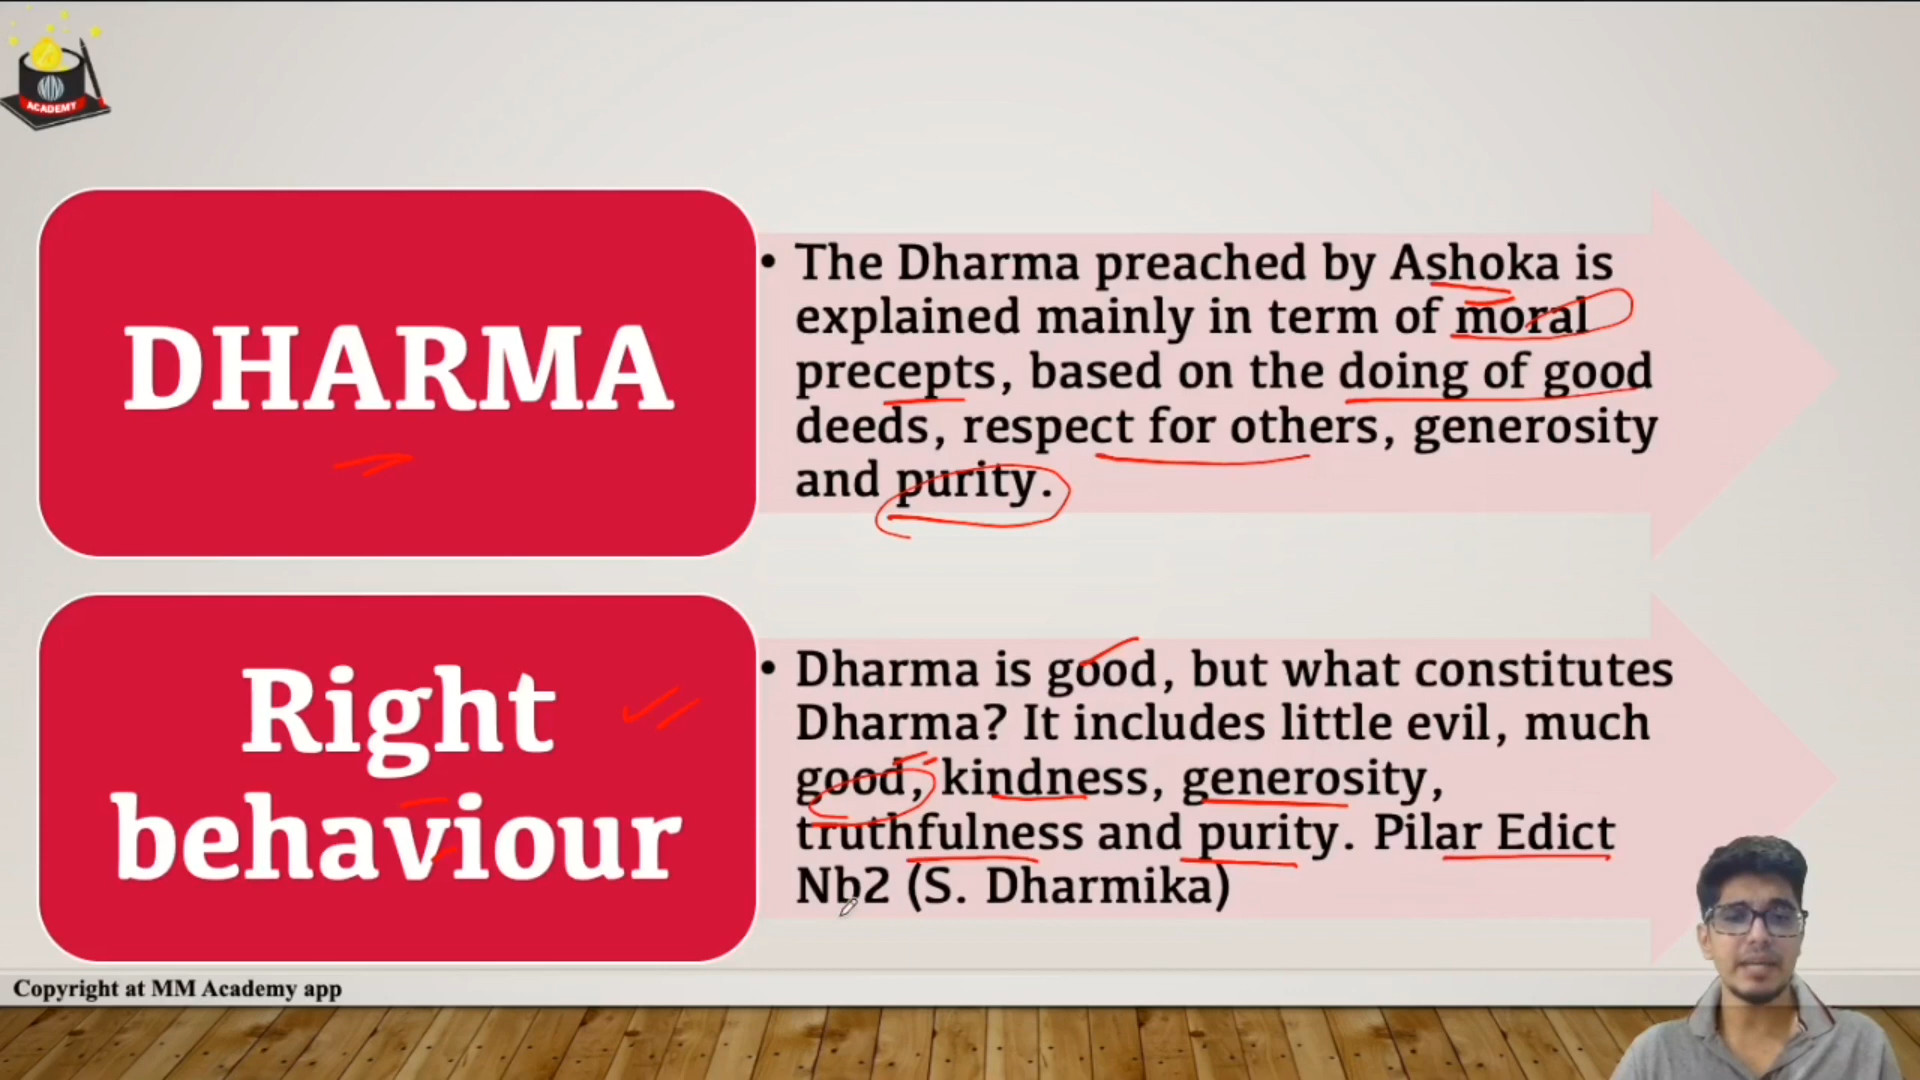 ACADEMY
DHARMA
• The Dharma preached by Ashoka is
explained mainly in term of moral
precepts, based on the doing of good
deeds, respect for others, generosity
and purity.
Right
behaviour
• Dharma is good, but what constitutes
Dharma? It includes little evil, much
good, kindness, generosity,
truthfulness and purity. Pilar Edict
Nb2 (S. Dharmika)
Copyright at MM Academy app